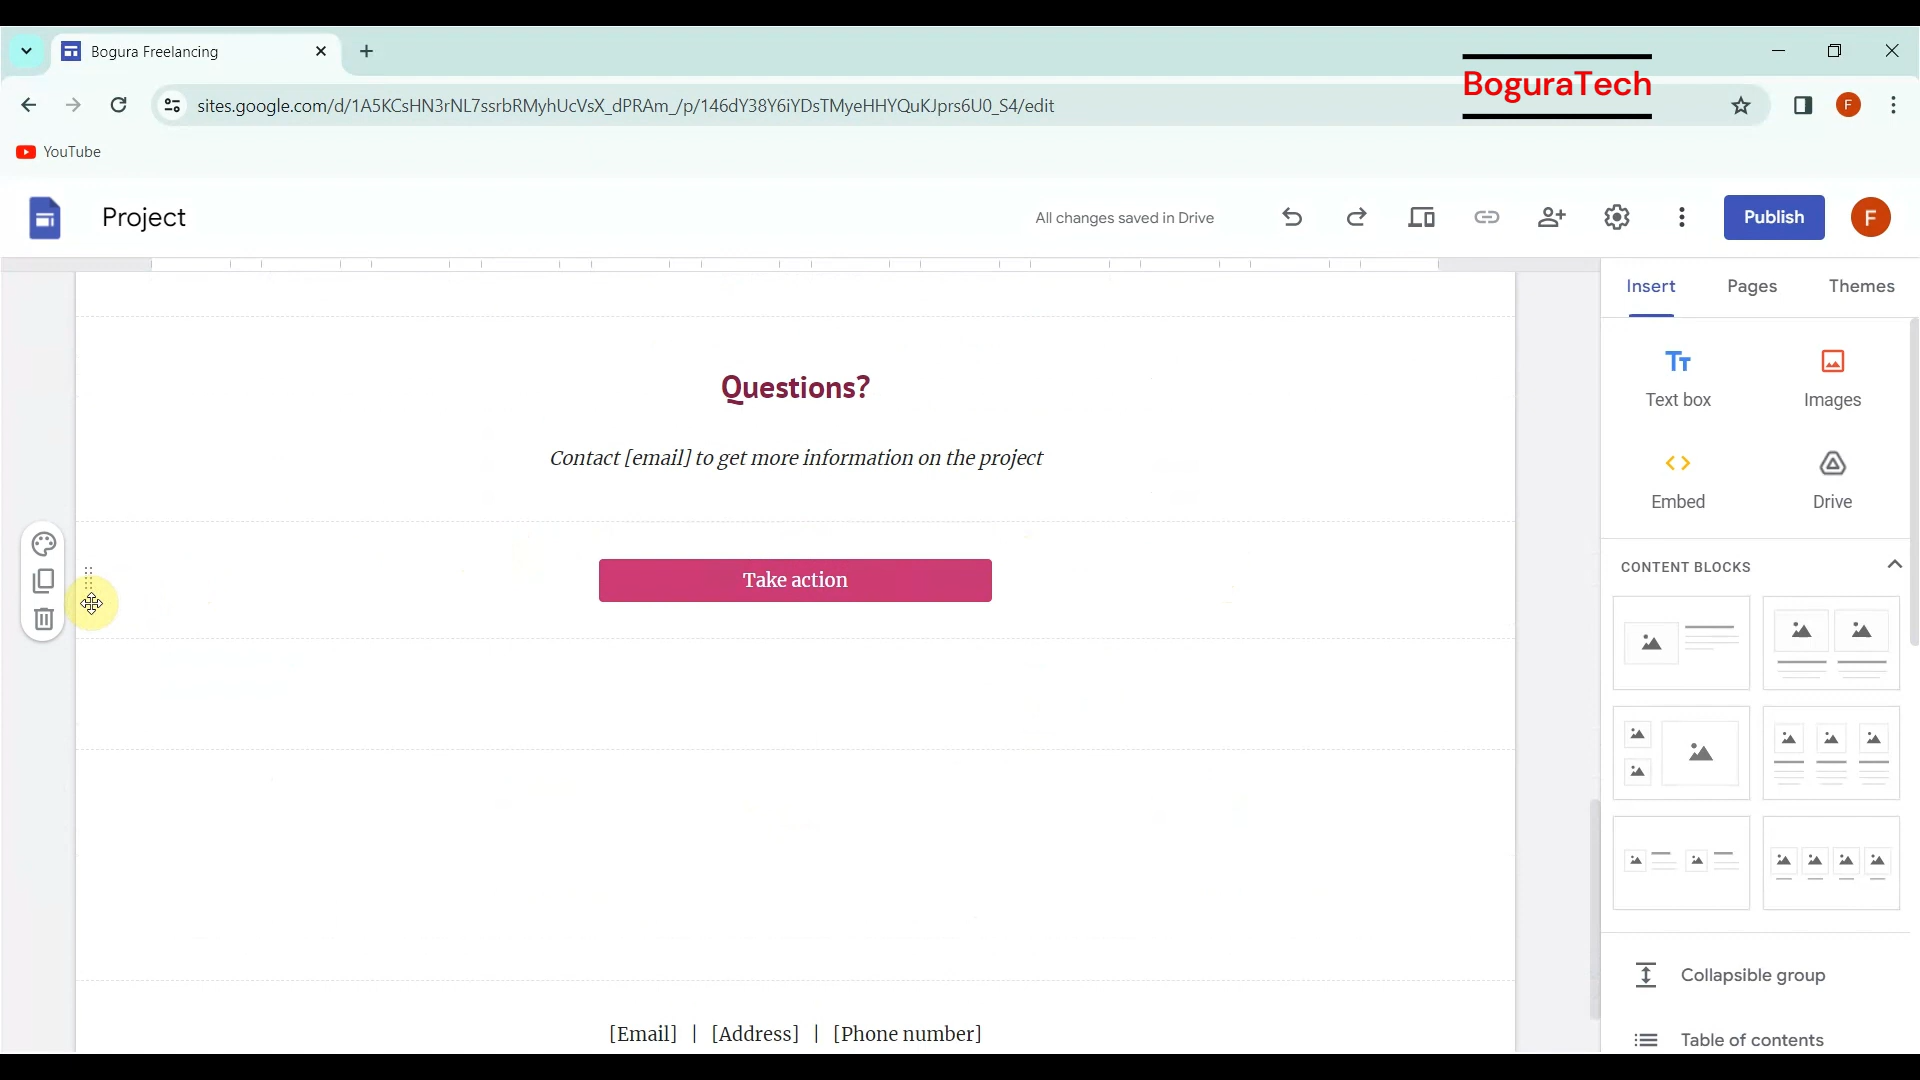 Bogura Freelancing
BoguraTech
sites.google.com/d/1A5KCsHN3rNL7ssrbRMyhUcVsX_dPRAm_/p/146dY38Y6iYDsTMyeHHYQuKJprs6U0_S4/edit
F
YouTube
Project
All changes saved in Drive
Publish
F
Insert
Pages
Themes
Questions?
Contact [email] to get more information on the project
Take action
[Email] | [Address] | [Phone number]
Text box
Images
Embed
Drive
CONTENT BLOCKS
Collapsible group
Table of contents